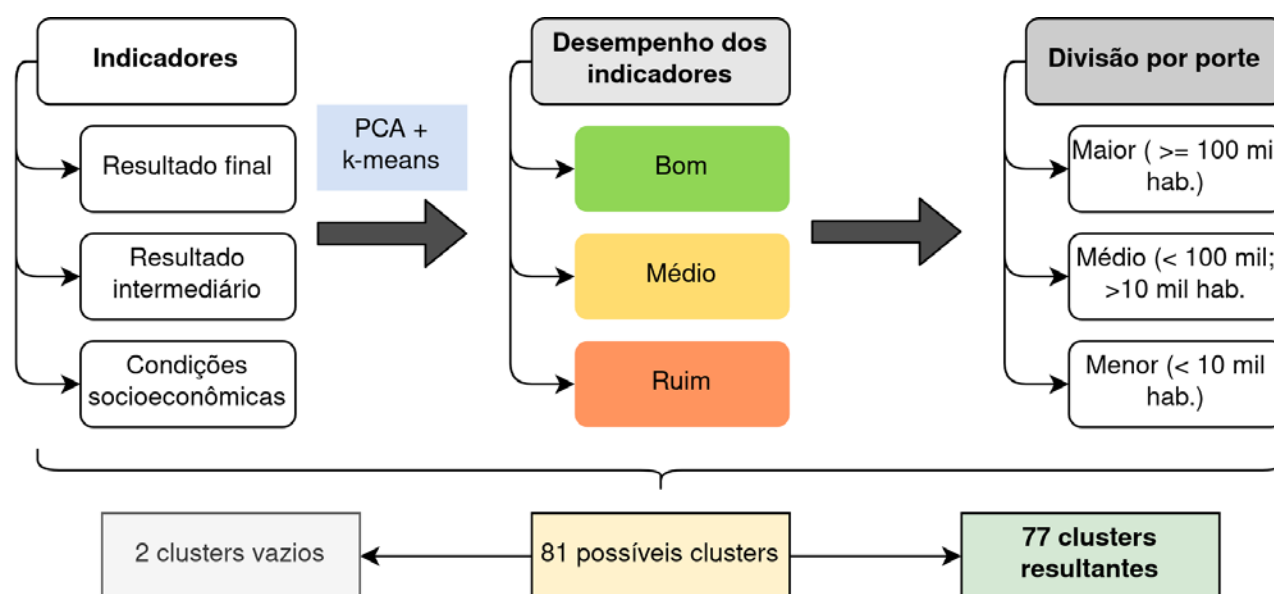 Indicadores
Resultado final
Resultado
intermediário
Condições
socioeconômicas
PCA +
k-means
Desempenho dos
indicadores
Bom
Médio
Ruim
Divisão por porte
Maior ( >= 100 mi
hab.)
Médio (< 100 mil;
>10 mil hab.
Menor (< 10 mil
hab.)
2 clusters vazios
81 possíveis clusters
77 clusters
resultantes